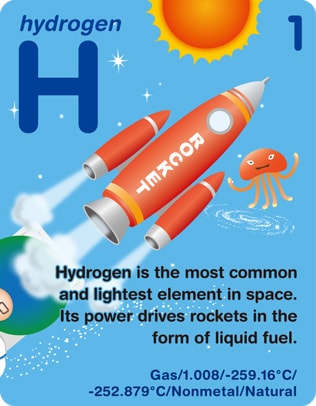 hydrogen
1
H
ROCKET
Hydrogen is the most common
and lightest element in space.
Its power drives rockets in the
form of liquid fuel.
Gas/1.008/-259.16°C/
-252.879°C/Nonmetal/Natural